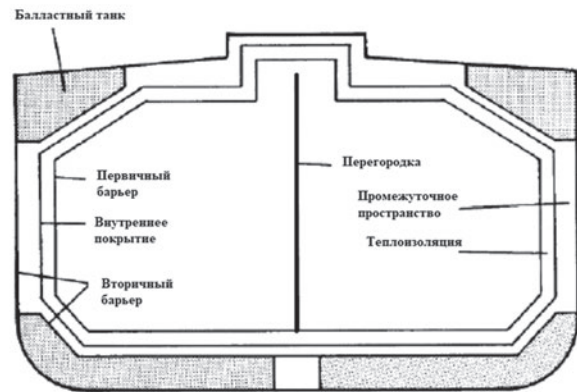 Балластный танк
Первичный
барьер
Внутреннее
покрытие
Вторичный
барьер
Перегородка
Промежуточное
пространство
Теплоизоляция